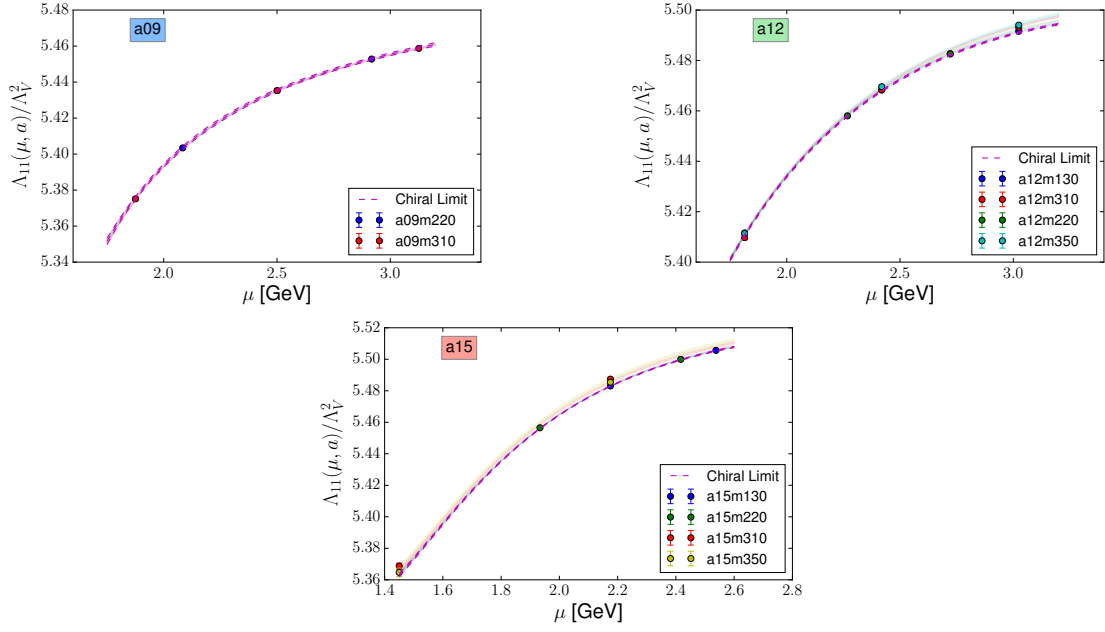 a09
5.46
5.44
5.42
5.40
5.38
5.36
5.34
Λ₁₁(μ, a)/Λ²_V
2.0 2.5 3.0
μ [GeV]
Chiral Limit
a09m220
a09m310
a12
5.50
5.48
5.46
5.44
5.42
5.40
Λ₁₁(μ, a)/Λ²_V
2.0 2.5 3.0
μ [GeV]
Chiral Limit
a12m130
a12m310
a12m220
a12m350
a15
5.52
5.50
5.48
5.46
5.44
5.42
5.40
5.38
5.36
Λ₁₁(μ, a)/Λ²_V
1.4 1.6 1.8 2.0 2.2 2.4 2.6 2.8
μ [GeV]
Chiral Limit
a15m130
a15m220
a15m310
a15m350